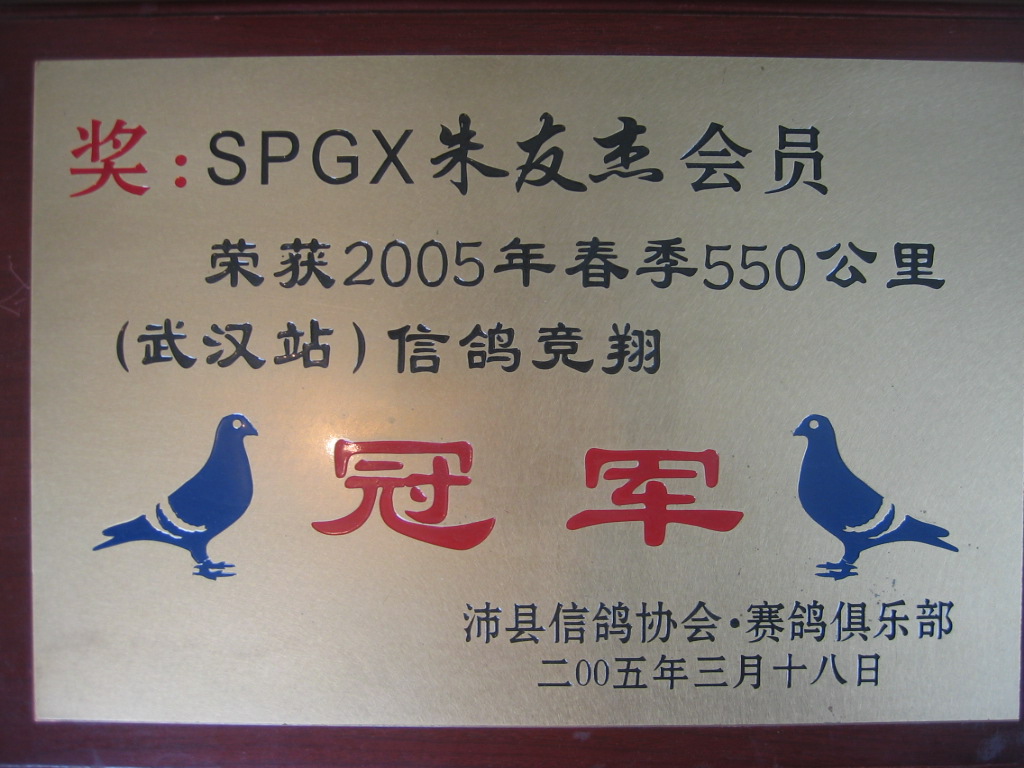 奖:SPGX朱友杰会员
荣获2005年春季550公里
(武汉站)信鸽竞翔
冠军
沛县信鸽协会·赛鸽俱乐部
二00五年三月十八日